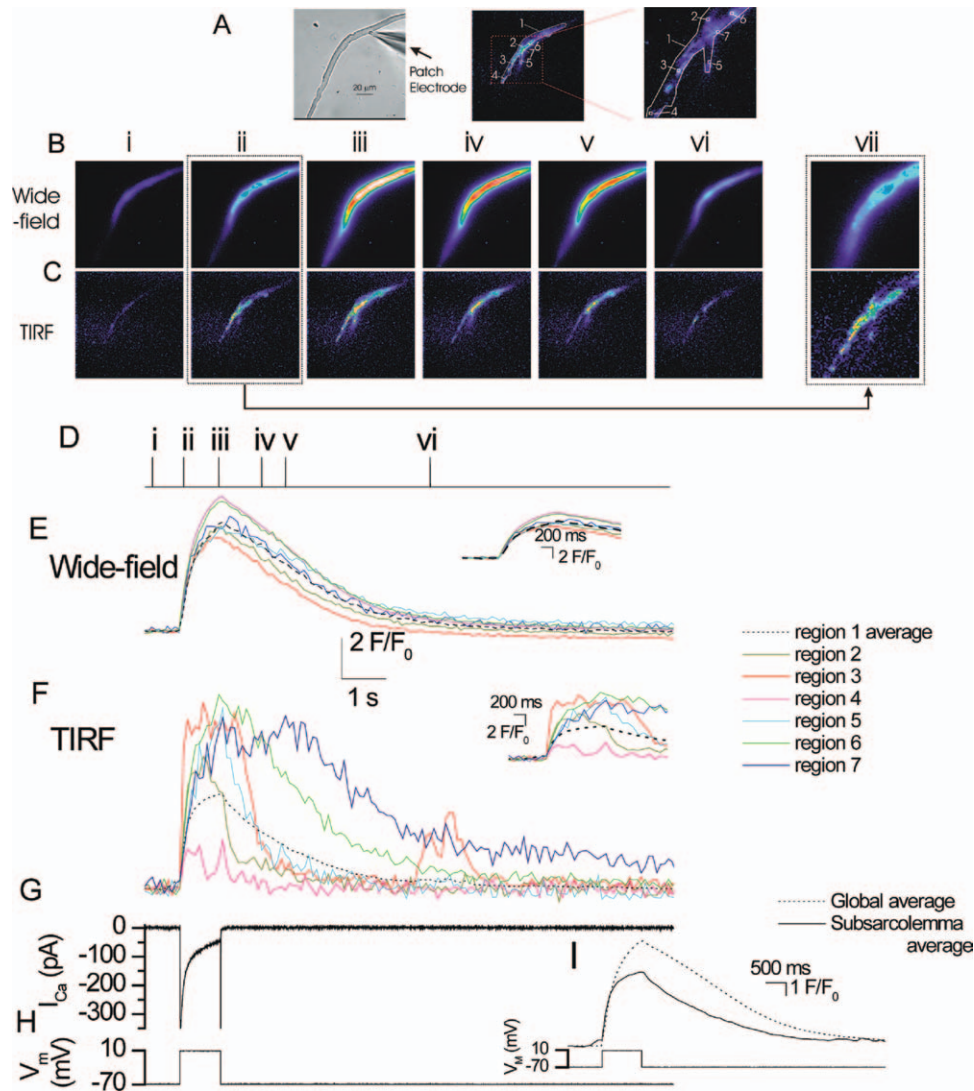 A
20 μm
Patch
Electrode
1
2
6
3
5
4
2
6
1
7
3
5
4
B
i
ii
iii
iv
v
vi
vii
Wide
-field
C
TIRF
D
i
ii
iii
iv
v
vi
E
Wide-field
200 ms
2 F/F0
2 F/F0
1 s
region 1 average
region 2
region 3
region 4
region 5
region 6
region 7
F
TIRF
200 ms
2 F/F0
G
0
-100
-200
-300
ICa (pA)
Global average
Subsarcolemma
average
I
500 ms
1 F/F0
H
Vm
(mV)
10
-70
VM (mV)
10
-70